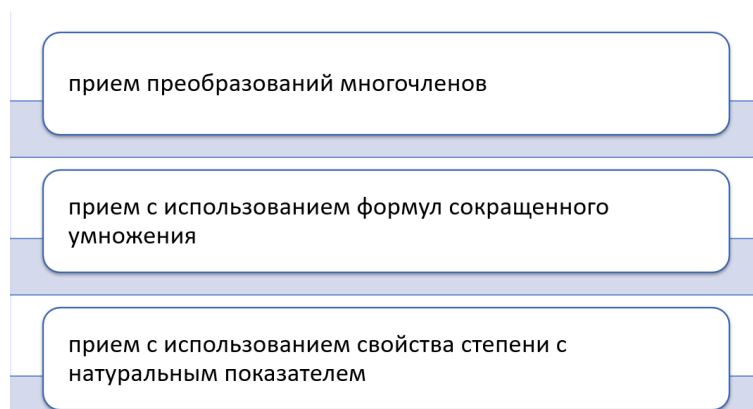 прием преобразований многочленов
прием с использованием формул сокращенного
умножения
прием с использованием свойства степени с
натуральным показателем